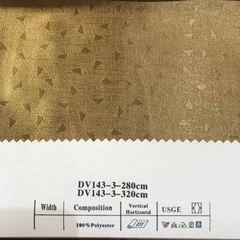 DV143-3-280cm
DV143-3-320cm
Width Composition Vertical Horizontal USGE
100%Polyester